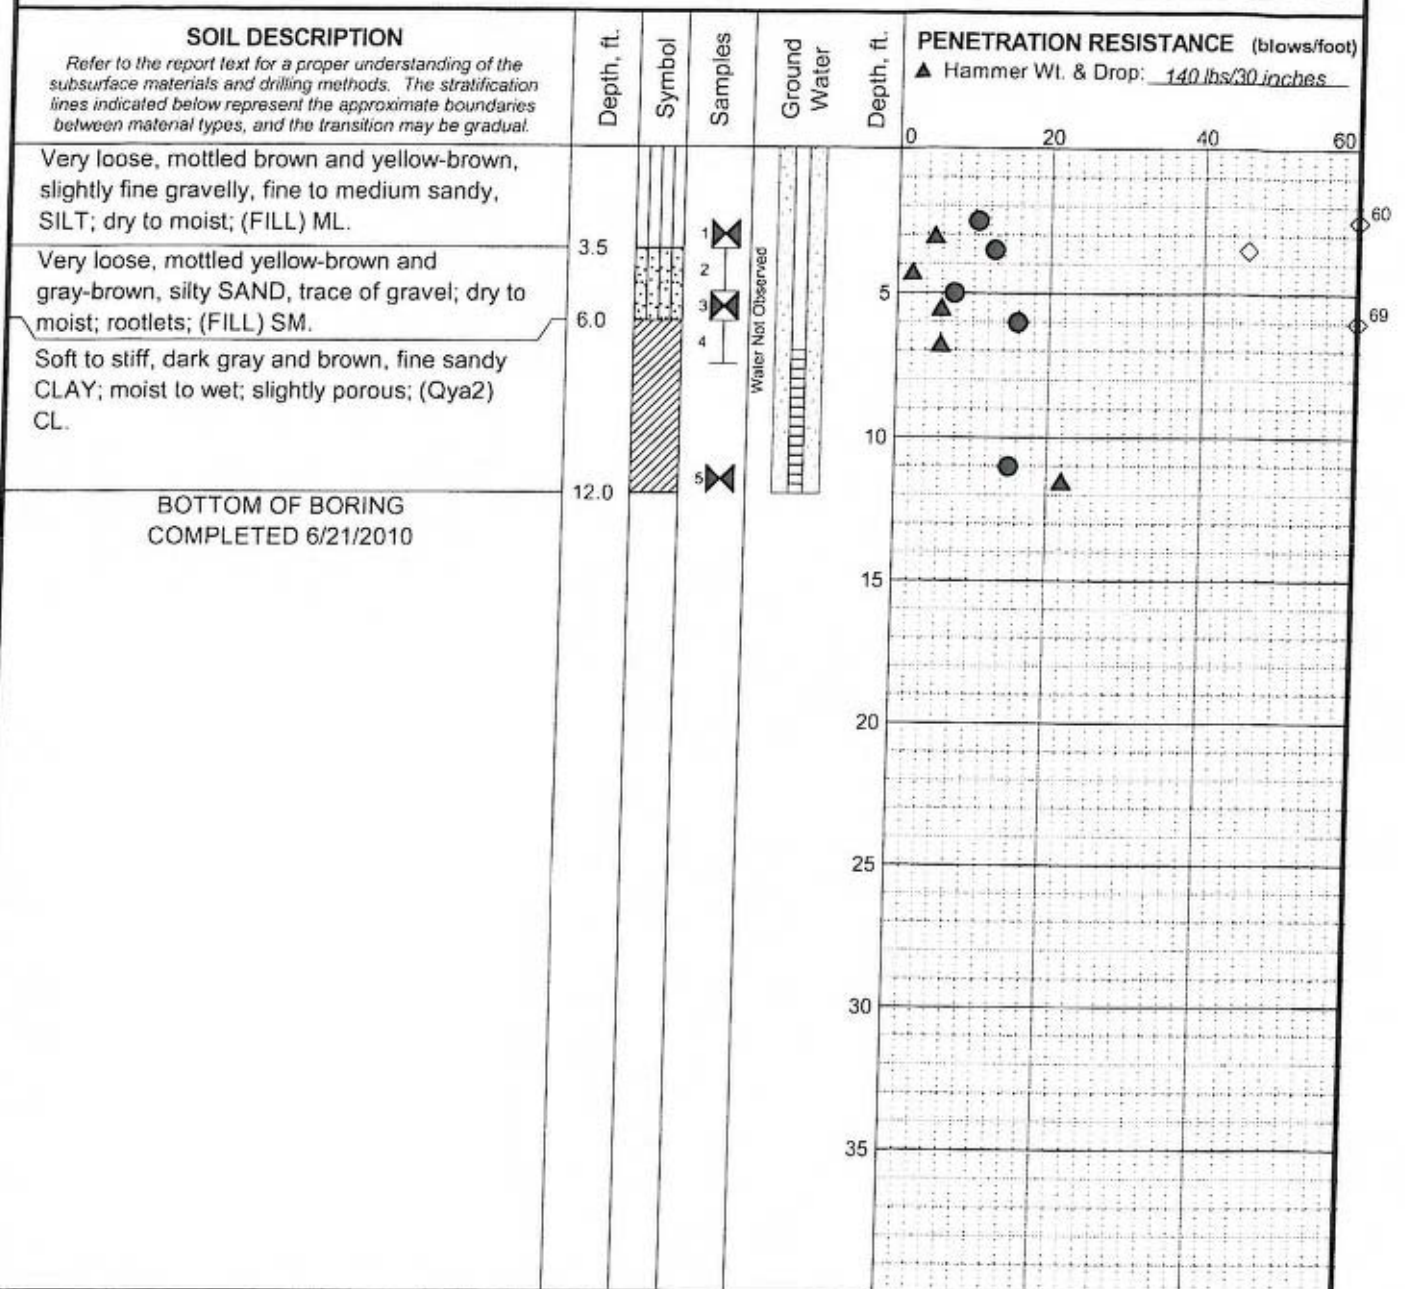 SOIL DESCRIPTION
Refer to the report text for a proper understanding of the
subsurface materials and drilling methods. The stratification
lines indicated below represent the approximate boundaries
between material types, and the transition may be gradual.
Depth, ft.
Symbol
Samples
Ground
Water
Depth, ft.
PENETRATION RESISTANCE (blows/foot)
▲ Hammer Wt. & Drop: 140 lbs/30 inches
0 20 40 60
Very loose, mottled brown and yellow-brown,
slightly fine gravelly, fine to medium sandy,
SILT; dry to moist; (FILL) ML.
3.5
Very loose, mottled yellow-brown and
gray-brown, silty SAND, trace of gravel; dry to
moist; rootlets; (FILL) SM.
6.0
Soft to stiff, dark gray and brown, fine sandy
CLAY; moist to wet; slightly porous; (Qya2)
CL.
12.0
BOTTOM OF BORING
COMPLETED 6/21/2010
1
2
3
4
5
Water Not Observed
5
10
15
20
25
30
35
60
69